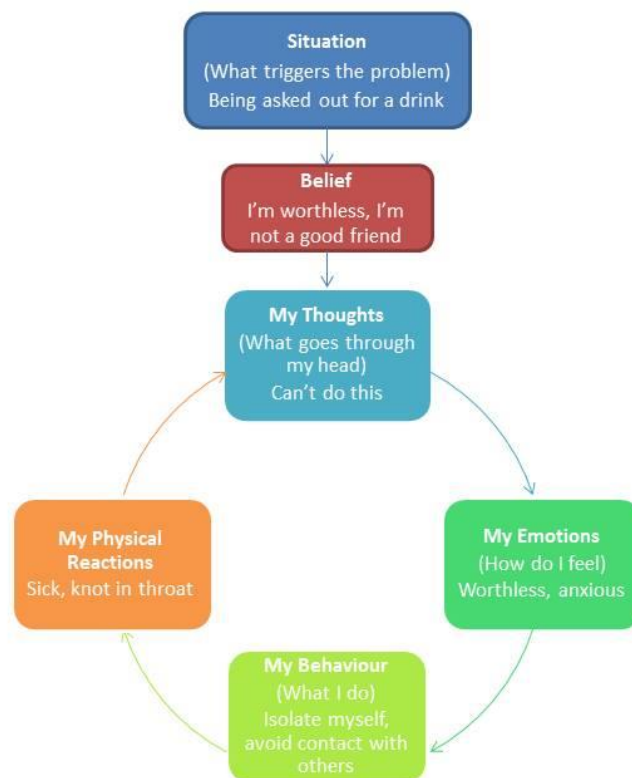 Situation
(What triggers the problem)
Being asked out for a drink
Belief
I'm worthless, I'm
not a good friend
My Thoughts
(What goes through
my head)
Can't do this
My Emotions
(How do I feel)
Worthless, anxious
My Behaviour
(What I do)
Isolate myself,
avoid contact with
others
My Physical
Reactions
Sick, knot in throat